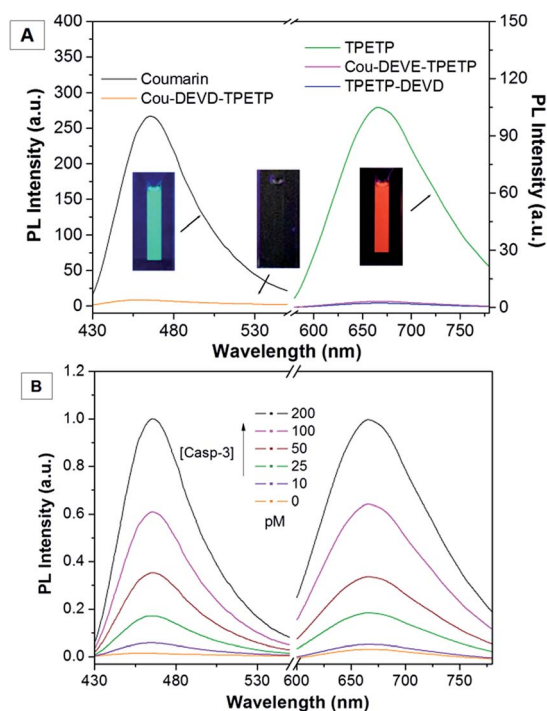 A
400
350
300
250
200
150
100
50
0
PL Intensity (a.u.)
Coumarin
Cou-DEVD-TPETP
TPETP
Cou-DEVE-TPETP
TPETP-DEVD
150
120
90
60
30
0
PL Intensity (a.u.)
430 480 530 600 650 700 750
Wavelength (nm)
B
1.2
1.0
0.8
0.6
0.4
0.2
0.0
PL Intensity (a.u.)
[Casp-3]
200
100
50
25
10
0
pM
430 480 530 600 650 700 750
Wavelength (nm)